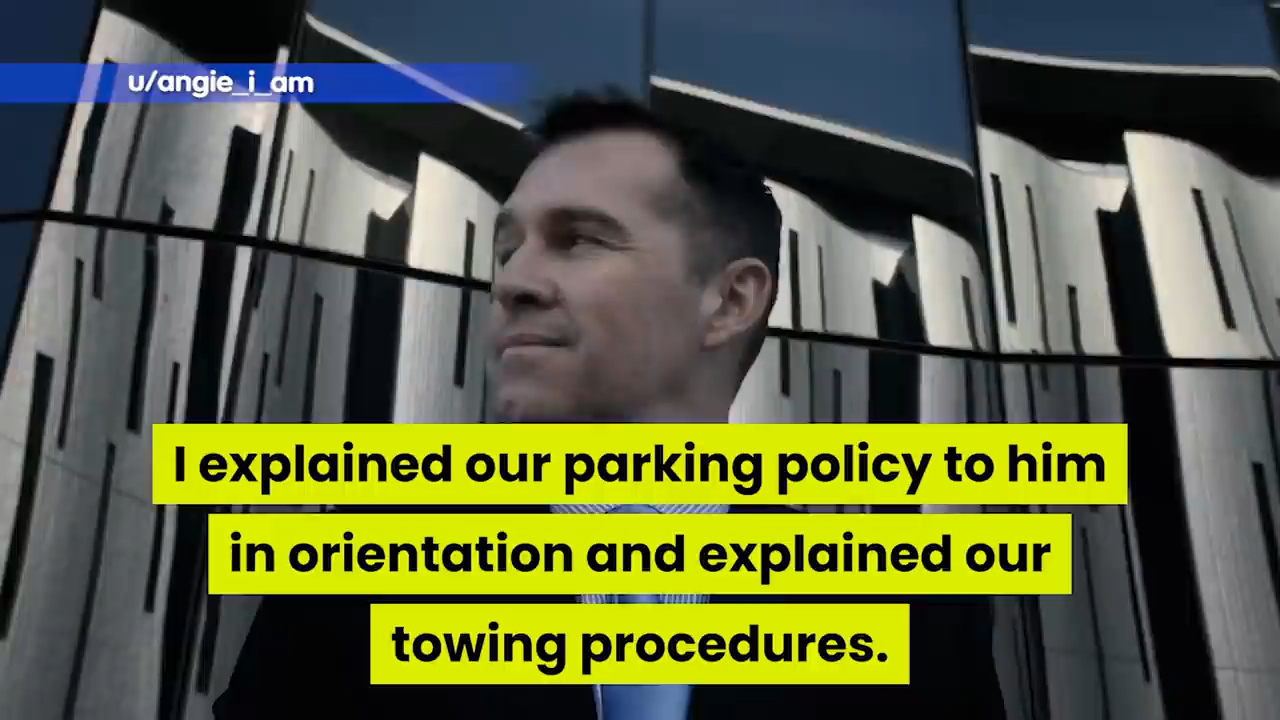 u/angie_i_am
I explained our parking policy to him
in orientation and explained our
towing procedures.